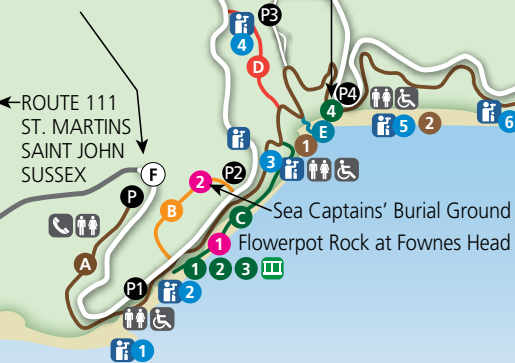 P3
4
D
P4
←ROUTE 111
ST. MARTINS
SAINT JOHN
SUSSEX
4
E
5
2
6
1
F
2
P2
3
P
B
Sea Captains' Burial Ground
C
1
Flowerpot Rock at Fownes Head
A
1
2
3
P1
2
1